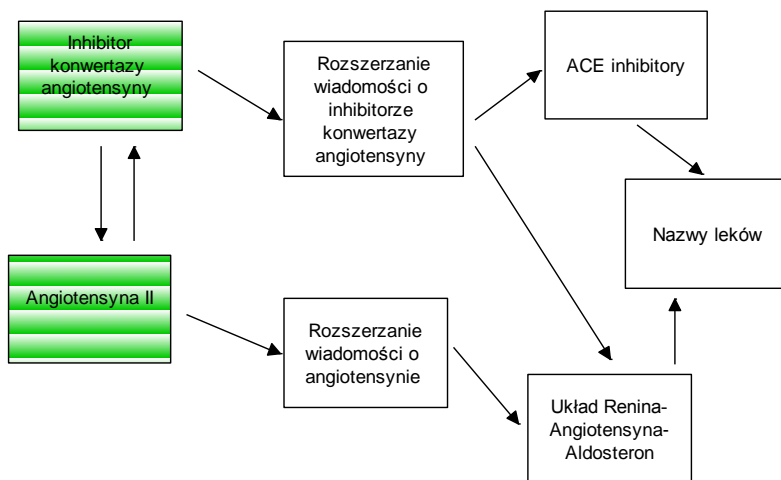 Inhibitor
konwertazy
angiotensyny
Rozszerzanie
wiadomości o
inhibitorze
konwertazy
angiotensyny
ACE inhibitory
Nazwy leków
Angiotensyna II
Rozszerzanie
wiadomości o
angiotensynie
Układ Renina-
Angiotensyna-
Aldosteron